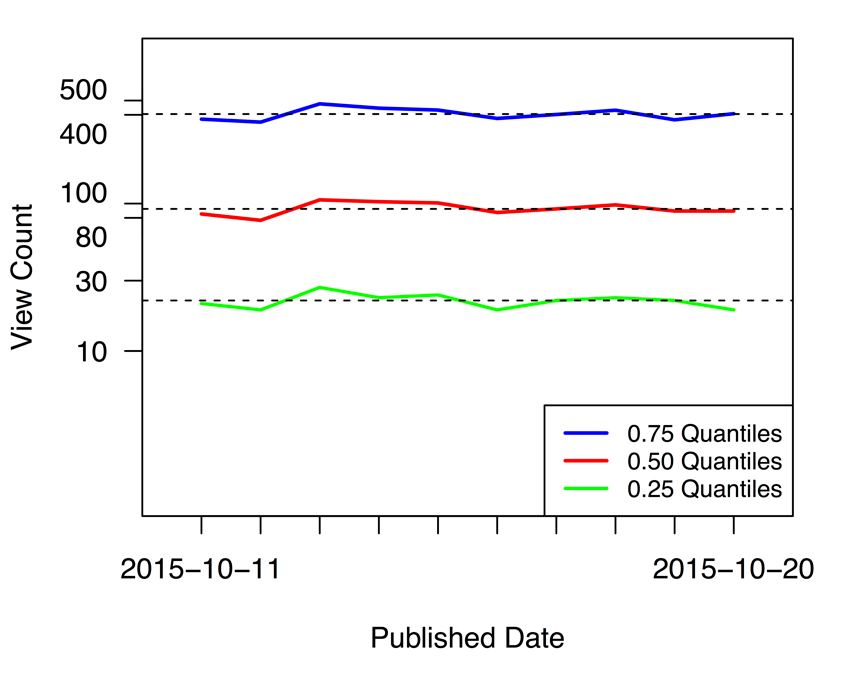 500
400
100
80
30
10
View Count
0.75 Quantiles
0.50 Quantiles
0.25 Quantiles
2015−10−11
2015−10−20
Published Date